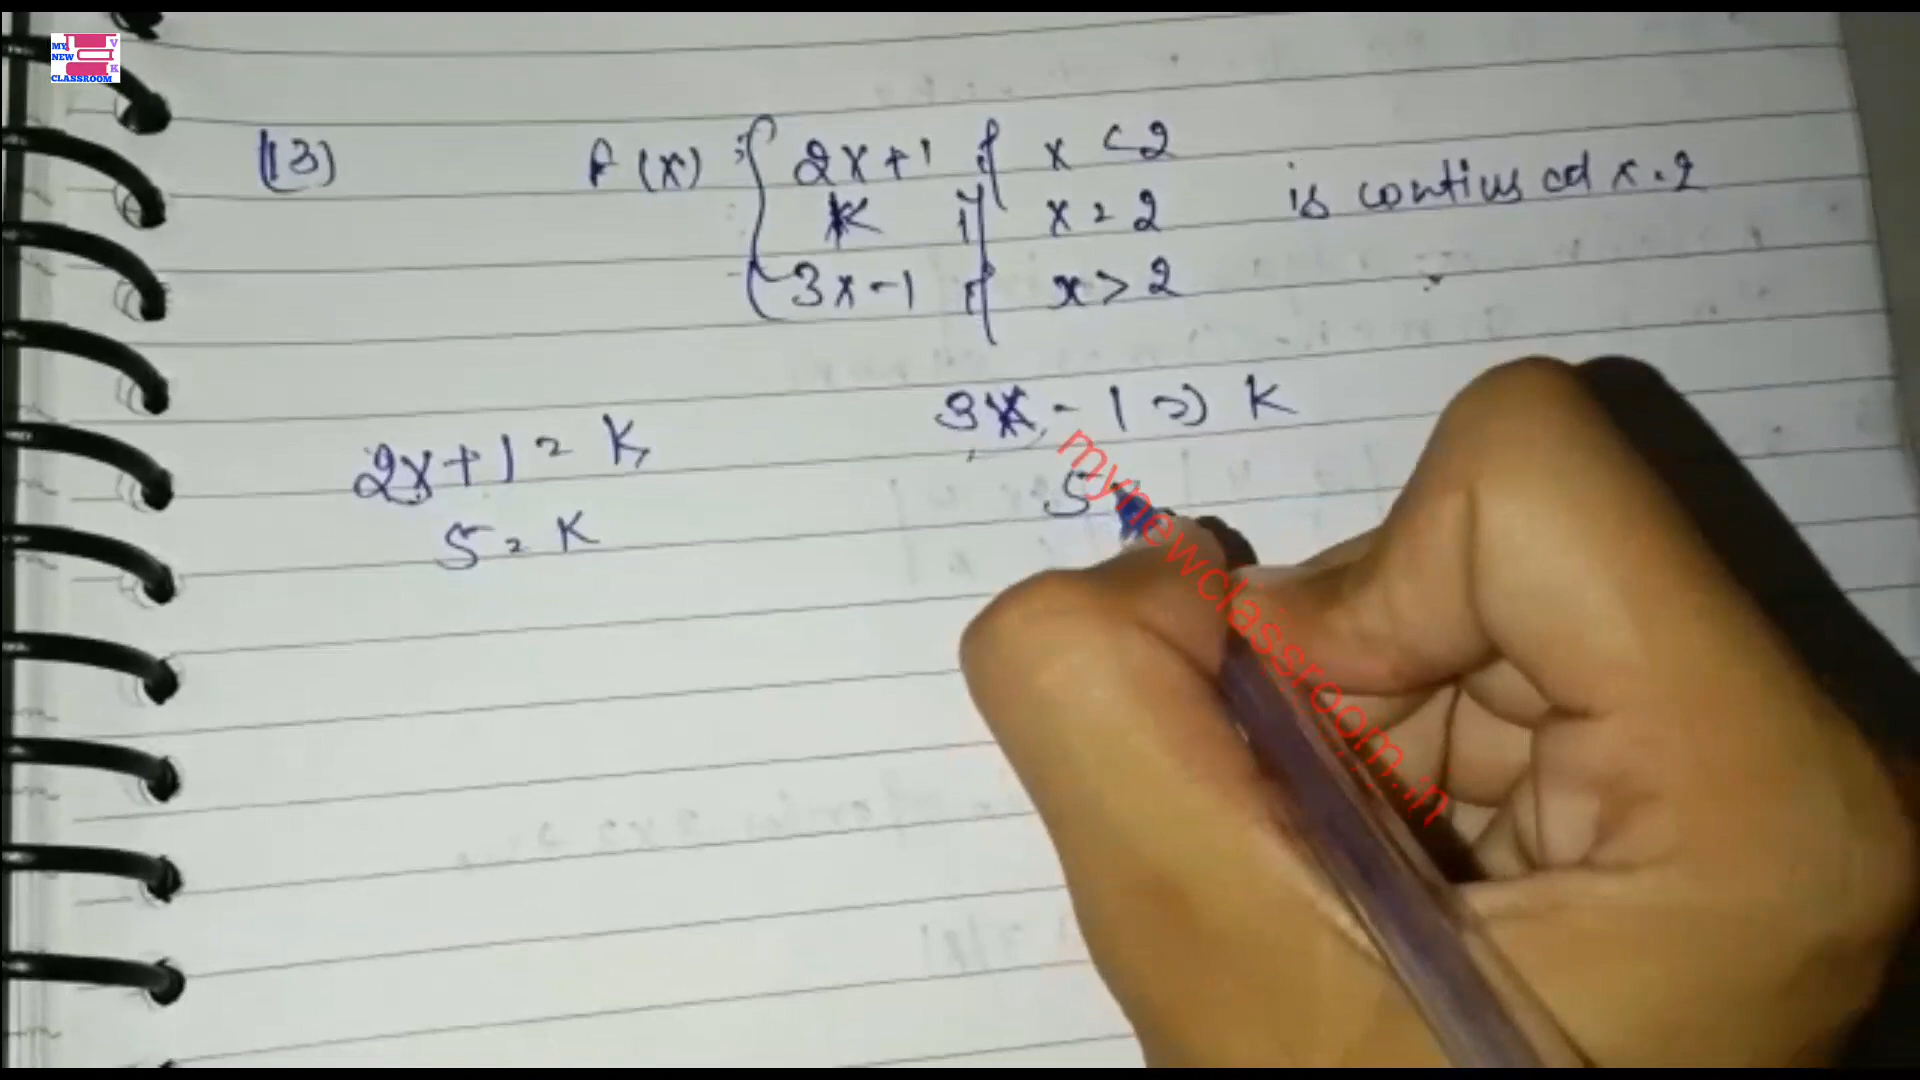 MY NEW CLASSROOM V K
(13) f(x) = { 2x+1 if x < 2
K if x = 2 is contius at x = 2
3x-1 if x > 2
2x+1 = K,
5 = K
3x - 1 => K
5 =
mynewclassroom.in